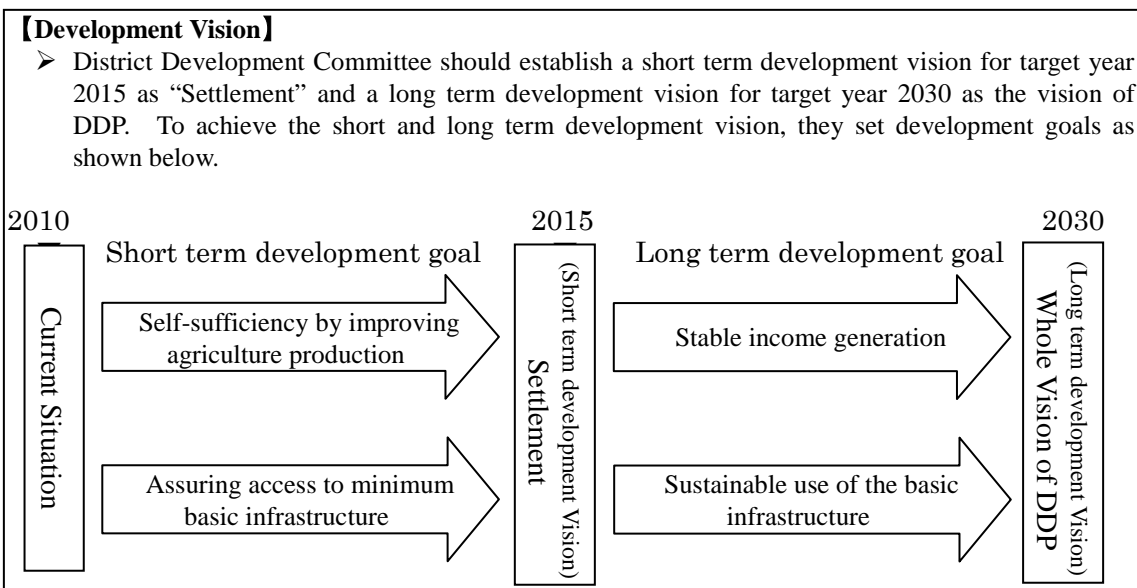 【Development Vision】
➤ District Development Committee should establish a short term development vision for target year
2015 as “Settlement” and a long term development vision for target year 2030 as the vision of
DDP. To achieve the short and long term development vision, they set development goals as
shown below.
2010
2015
2030
Short term development goal
Long term development goal
Current Situation
Self-sufficiency by improving
agriculture production
(Short term development Vision)
Settlement
Stable income generation
(Long term development Vision)
Whole Vision of DDP
Assuring access to minimum
basic infrastructure
Sustainable use of the basic
infrastructure